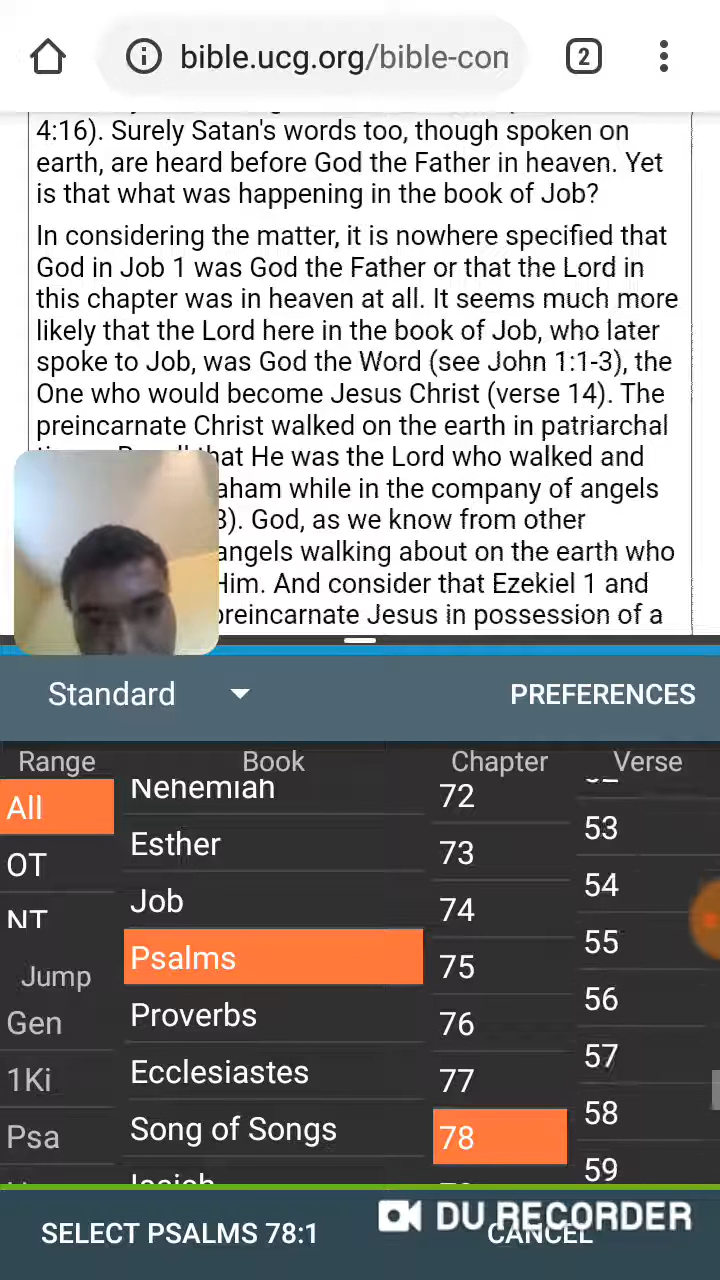 bible.ucg.org/bible-con 2
4:16). Surely Satan's words too, though spoken on
earth, are heard before God the Father in heaven. Yet
is that what was happening in the book of Job?
In considering the matter, it is nowhere specified that
God in Job 1 was God the Father or that the Lord in
this chapter was in heaven at all. It seems much more
likely that the Lord here in the book of Job, who later
spoke to Job, was God the Word (see John 1:1-3), the
One who would become Jesus Christ (verse 14). The
preincarnate Christ walked on the earth in patriarchal
that He was the Lord who walked and
aham while in the company of angels
3). God, as we know from other
angels walking about on the earth who
Him. And consider that Ezekiel 1 and
preincarnate Jesus in possession of a
Standard PREFERENCES
Range Book Chapter Verse
All Nehemiah 72
OT Esther 73 53
NT Job 74 54
Jump Psalms 75 55
Gen Proverbs 76 56
1Ki Ecclesiastes 77 57
Psa Song of Songs 78 58
Isaiah 59
SELECT PSALMS 78:1 CANCEL
DU RECORDER